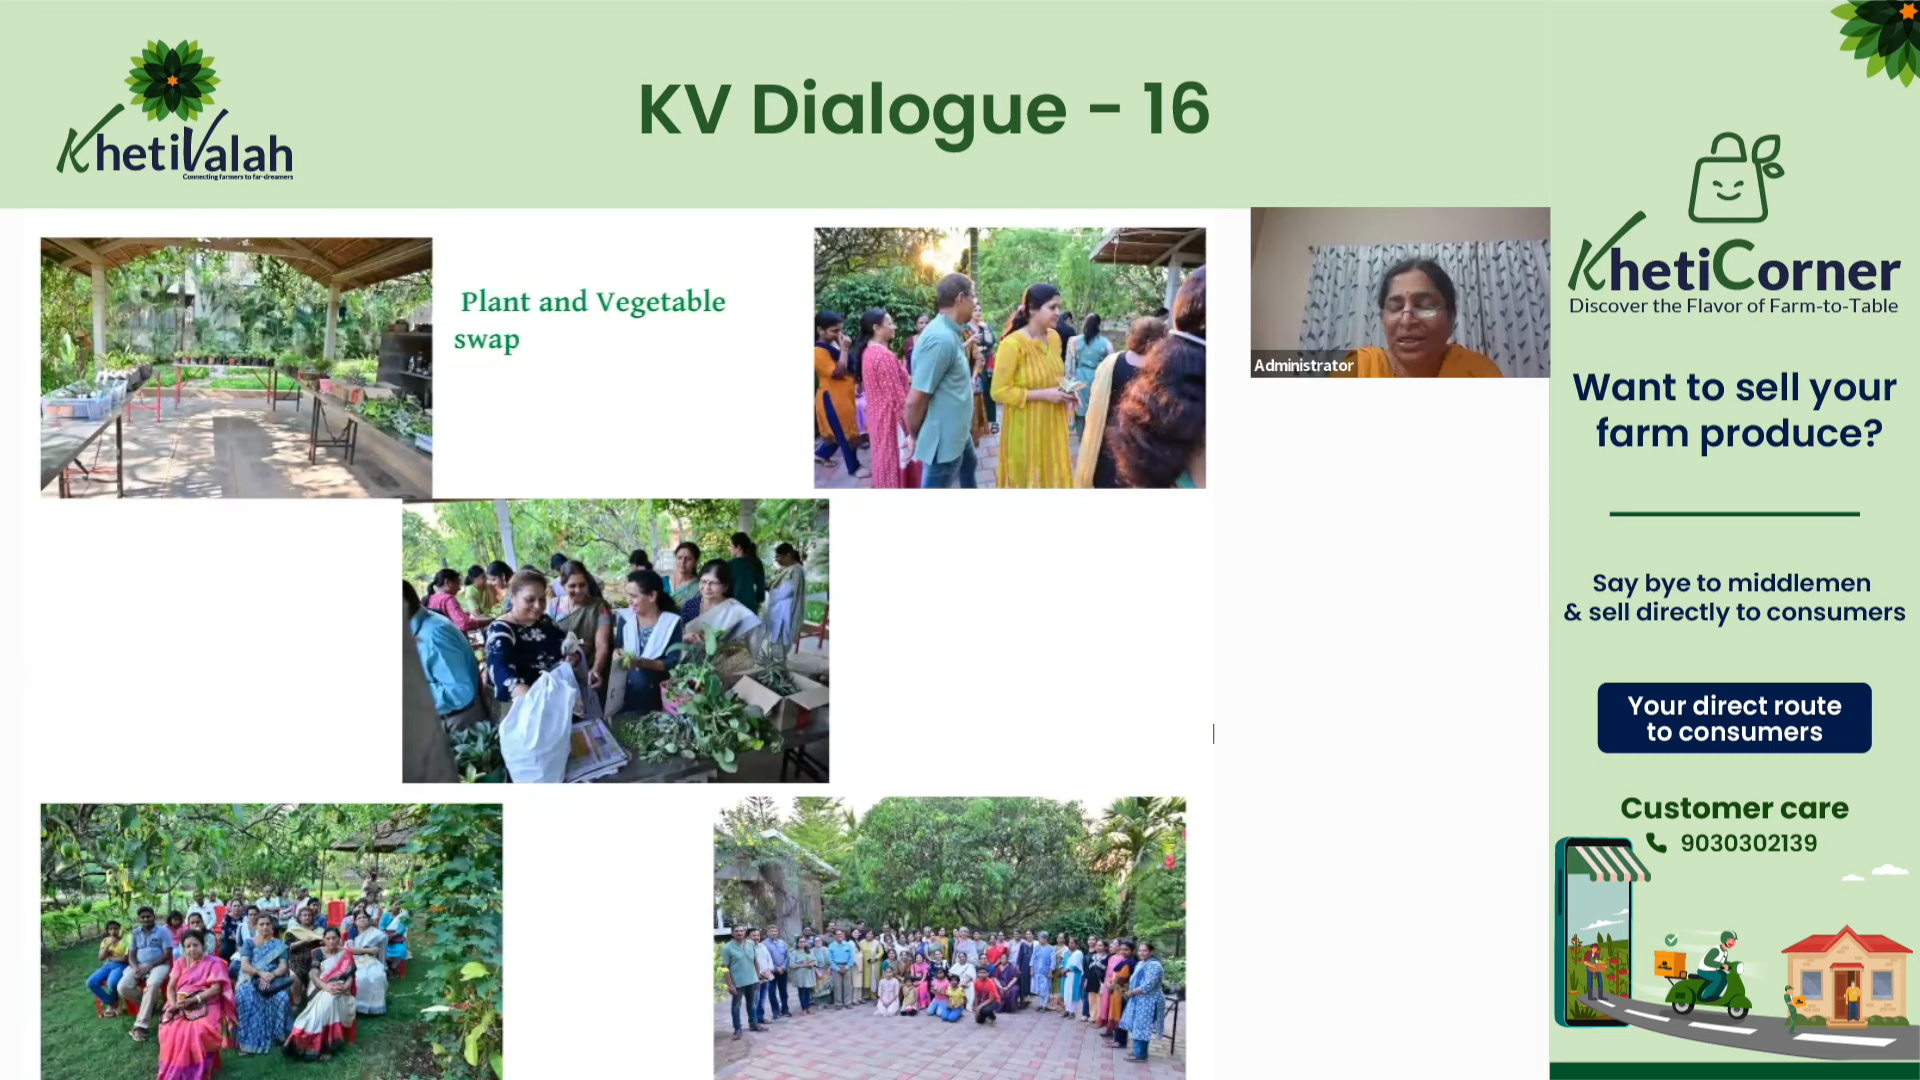 KhetiValah
Connecting farmers to far-dreamers
KV Dialogue - 16
Plant and Vegetable
swap
Administrator
KhetiCorner
Discover the Flavor of Farm-to-Table
Want to sell your
farm produce?
Say bye to middlemen
& sell directly to consumers
Your direct route
to consumers
Customer care
9030302139